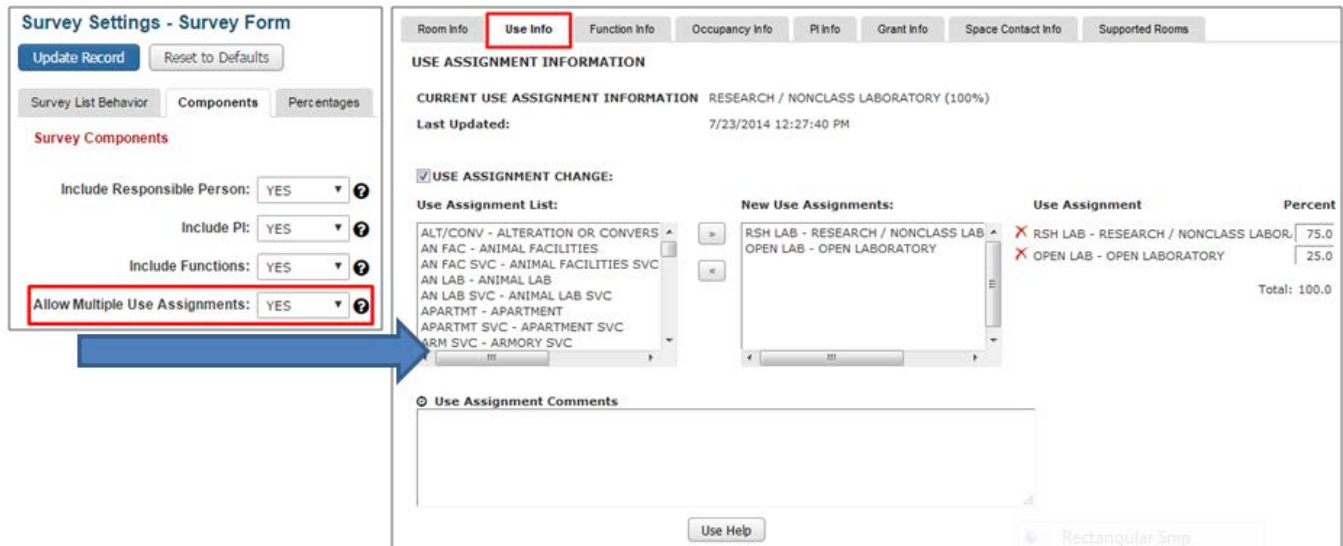 Survey Settings - Survey Form
Update Record
Reset to Defaults
Survey List Behavior
Components
Percentages
Survey Components
Include Responsible Person: YES
Include PI: YES
Include Functions: YES
Allow Multiple Use Assignments: YES
Room Info
Use Info
Function Info
Occupancy Info
PI Info
Grant Info
Space Contact Info
Supported Rooms
USE ASSIGNMENT INFORMATION
CURRENT USE ASSIGNMENT INFORMATION RESEARCH / NONCLASS LABORATORY (100%)
Last Updated: 7/23/2014 12:27:40 PM
USE ASSIGNMENT CHANGE:
Use Assignment List:
ALT/CONV - ALTERATION OR CONVERS
AN FAC - ANIMAL FACILITIES
AN FAC SVC - ANIMAL FACILITIES SVC
AN LAB - ANIMAL LAB
AN LAB SVC - ANIMAL LAB SVC
APARTMT - APARTMENT
APARTMT SVC - APARTMENT SVC
ARM SVC - ARMORY SVC
»
«
New Use Assignments:
RSH LAB - RESEARCH / NONCLASS LAB
OPEN LAB - OPEN LABORATORY
Use Assignment Percent
RSH LAB - RESEARCH / NONCLASS LABOR. 75.0
OPEN LAB - OPEN LABORATORY 25.0
Total: 100.0
Use Assignment Comments
Use Help
Rectangular Snip